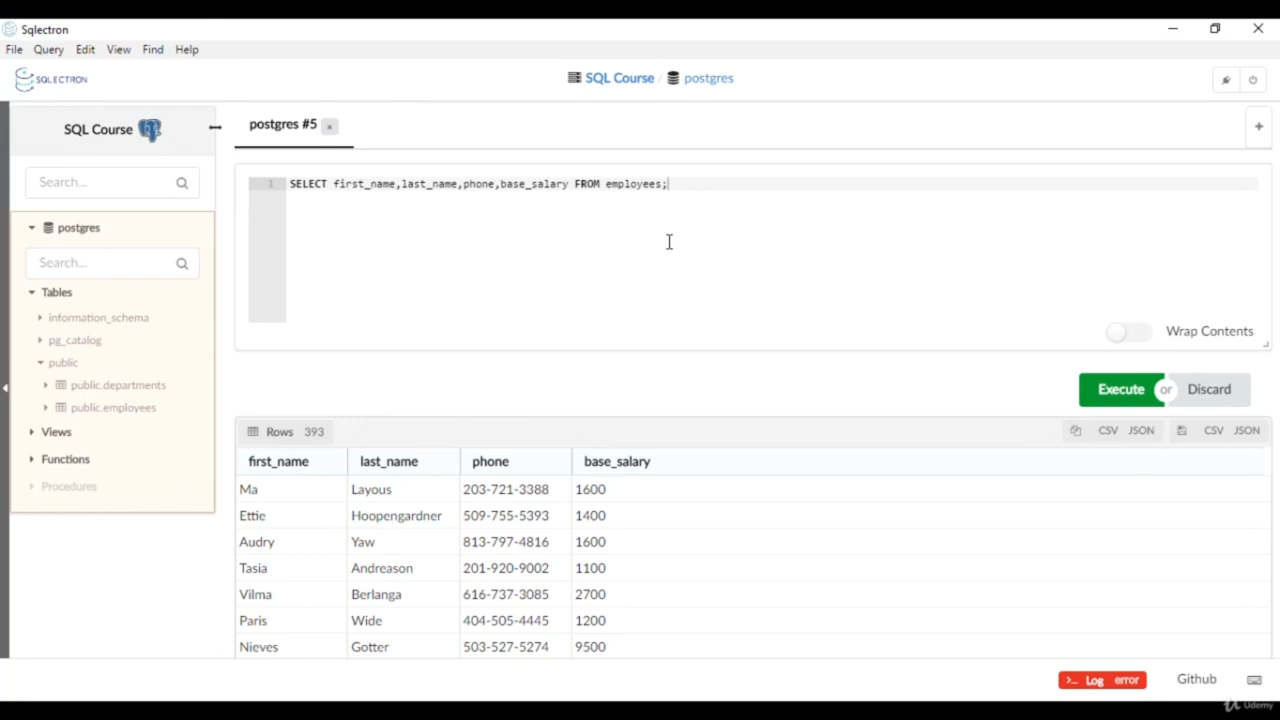 Sqlectron
File Query Edit View Find Help
SQLECTRON
SQL Course / postgres
SQL Course
postgres #5 ×
+
Search...
1 SELECT first_name,last_name,phone,base_salary FROM employees;
postgres
Search...
Tables
information_schema
pg_catalog
public
public.departments
public.employees
Views
Functions
Procedures
Wrap Contents
Execute or Discard
Rows 393 CSV JSON CSV JSON
first_name last_name phone base_salary
Ma Layous 203-721-3388 1600
Ettie Hoopengardner 509-755-5393 1400
Audry Yaw 813-797-4816 1600
Tasia Andreason 201-920-9002 1100
Vilma Berlanga 616-737-3085 2700
Paris Wide 404-505-4445 1200
Nieves Gotter 503-527-5274 9500
>_ Log error Github
Udemy